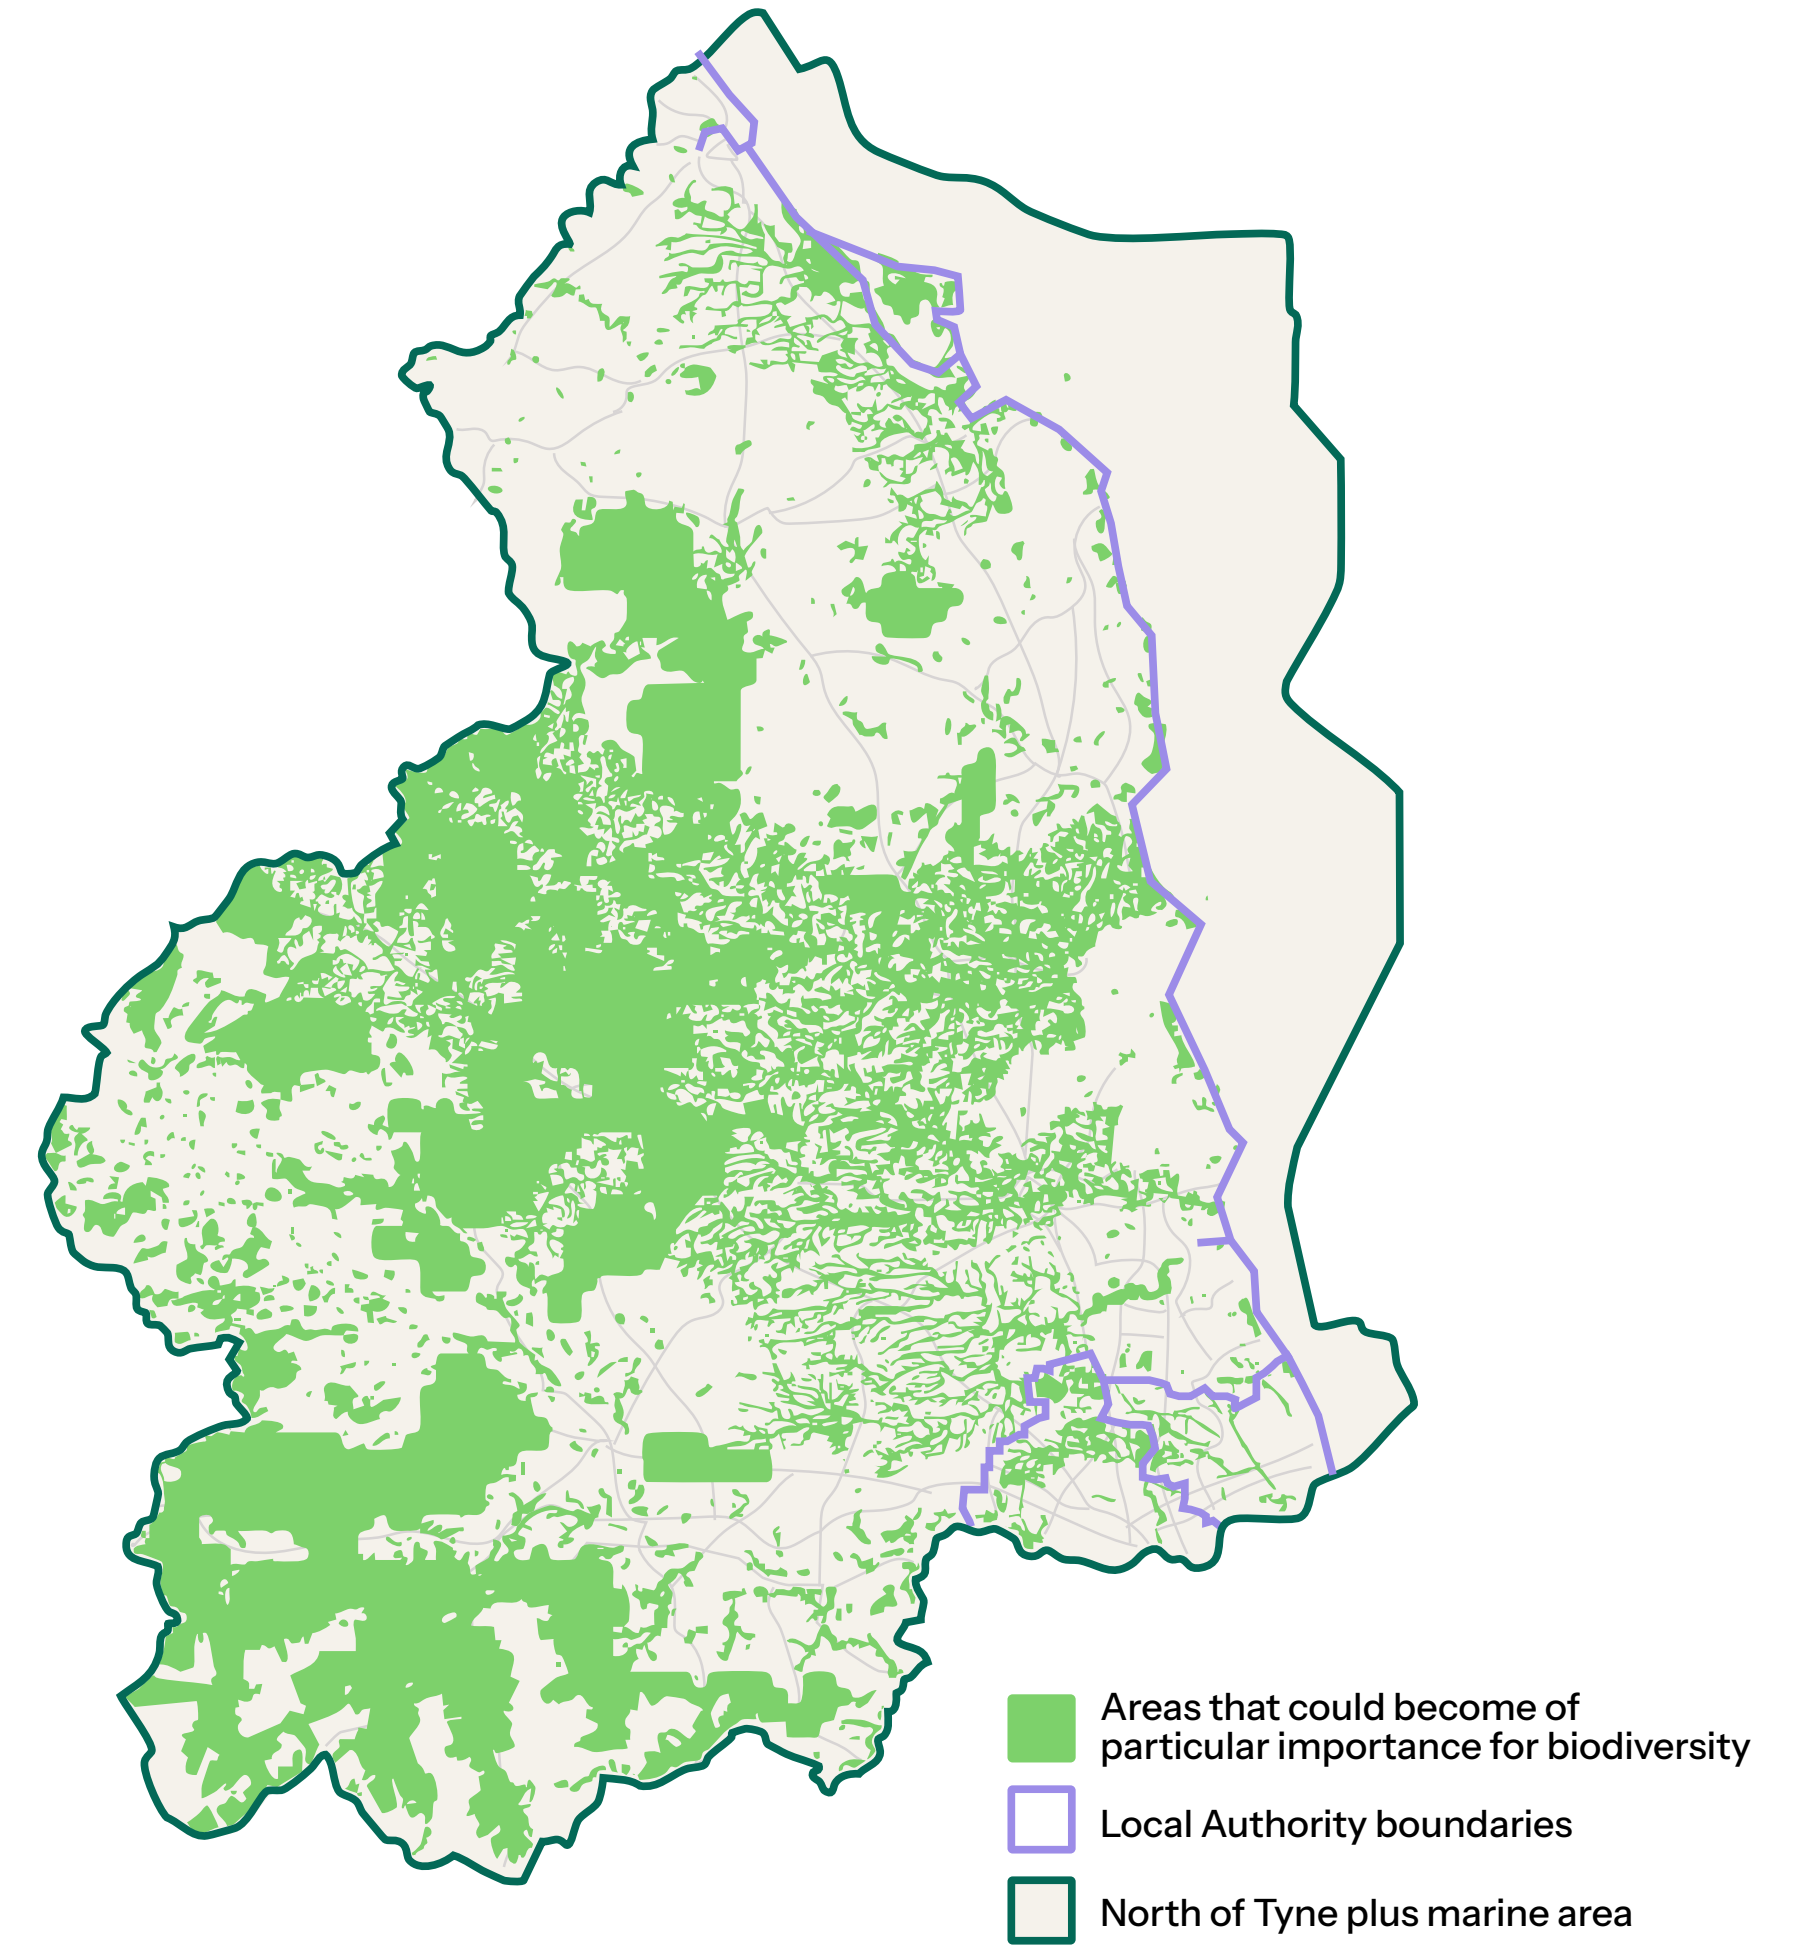 Areas that could become of
particular importance for biodiversity
Local Authority boundaries
North of Tyne plus marine area